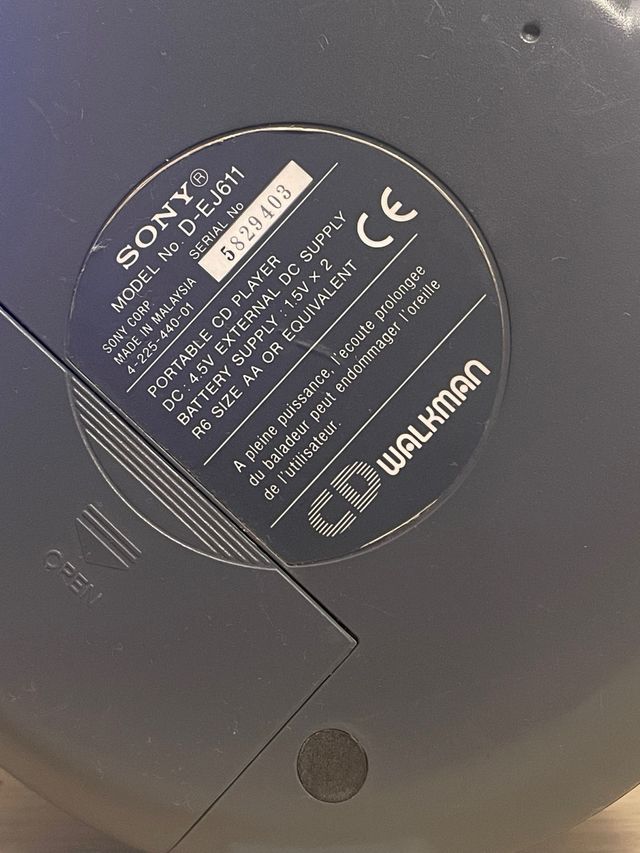 SONY®
MODEL No. D-EJ611
SERIAL No 5829403
SONY CORP.
MADE IN MALAYSIA
4-225-440-01
PORTABLE CD PLAYER
DC : 4.5V EXTERNAL DC SUPPLY
BATTERY SUPPLY : 1.5V × 2
R6 SIZE AA OR EQUIVALENT
CE
A pleine puissance, l'écoute prolongée
du baladeur peut endommager l'oreille
de l'utilisateur.
CD WALKMAN
OPEN